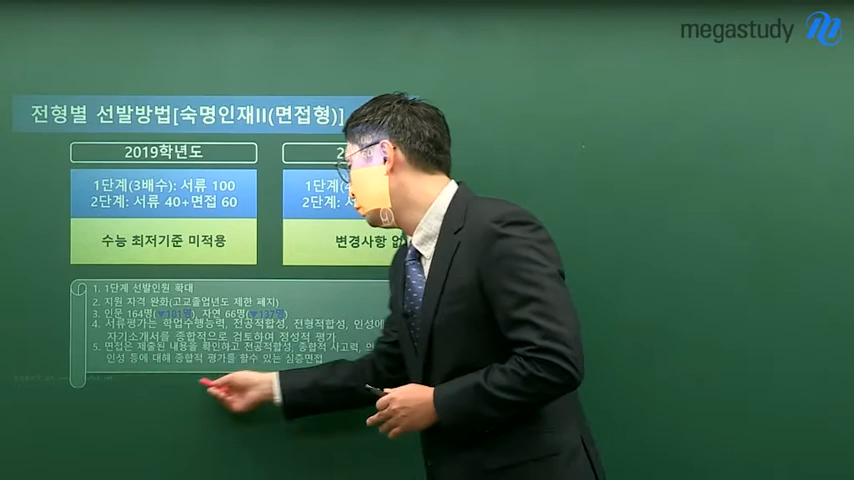 megastudy
전형별 선발방법[숙명인재II(면접형)]
2019학년도
2
1단계(3배수): 서류 100
2단계: 서류 40+면접 60
수능 최저기준 미적용
1단계(4
2단계: 서
변경사항 없
1. 1단계 선발인원 확대
2. 지원 자격 완화(고교졸업년도 제한 폐지)
3. 인문 164명(▼181명), 자연 66명(▼137명)
4. 서류평가는 학업수행능력, 전공적합성, 전형적합성, 인성에
자기소개서를 종합적으로 검토하여 정성적 평가
5. 면접은 제출된 내용을 확인하고 전공적합성, 종합적 사고력, 의
인성 등에 대해 종합적 평가를 할수 있는 심층면접